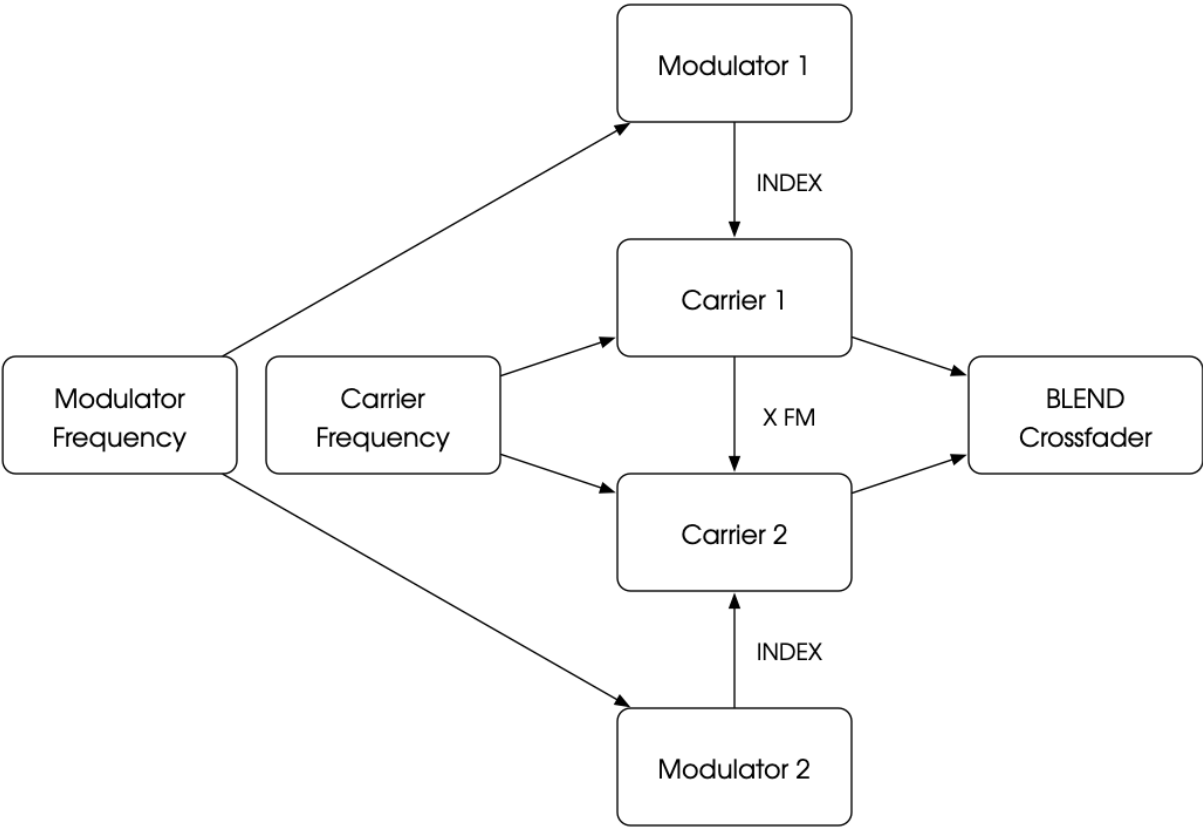 Modulator 1
INDEX
Carrier 1
Modulator
Frequency
Carrier
Frequency
X FM
BLEND
Crossfader
Carrier 2
INDEX
Modulator 2